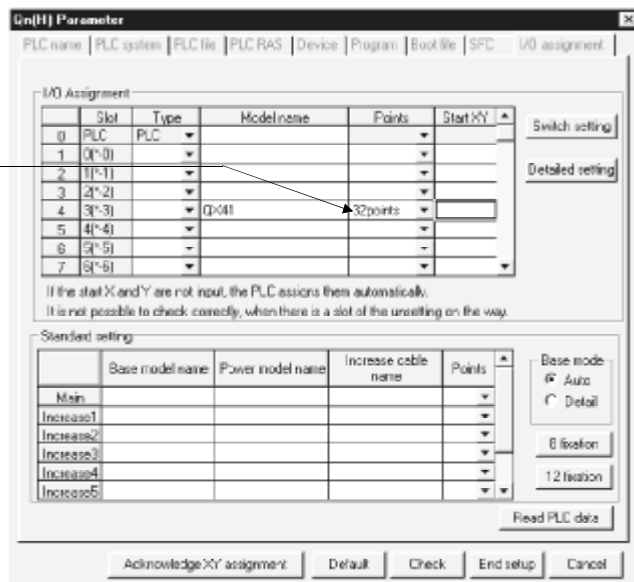 Qn(H) Parameter
PLC name PLC system PLC file PLC RAS Device Program Boot file SFC I/O assignment
I/O Assignment
Slot Type Model name Points Start XY
0 PLC PLC
1 0(*-0)
2 1(*-1)
3 2(*-2)
4 3(*-3) QX41 32points
5 4(*-4)
6 5(*-5)
7 6(*-6)
Switch setting
Detailed setting
If the start X and Y are not input, the PLC assigns them automatically.
It is not possible to check correctly, when there is a slot of the unsetting on the way.
Standard setting
Base model name Power model name Increase cable name Points
Main
Increase1
Increase2
Increase3
Increase4
Increase5
Base mode
Auto
Detail
8 fixation
12 fixation
Read PLC data
Acknowledge XY assignment Default Check End setup Cancel